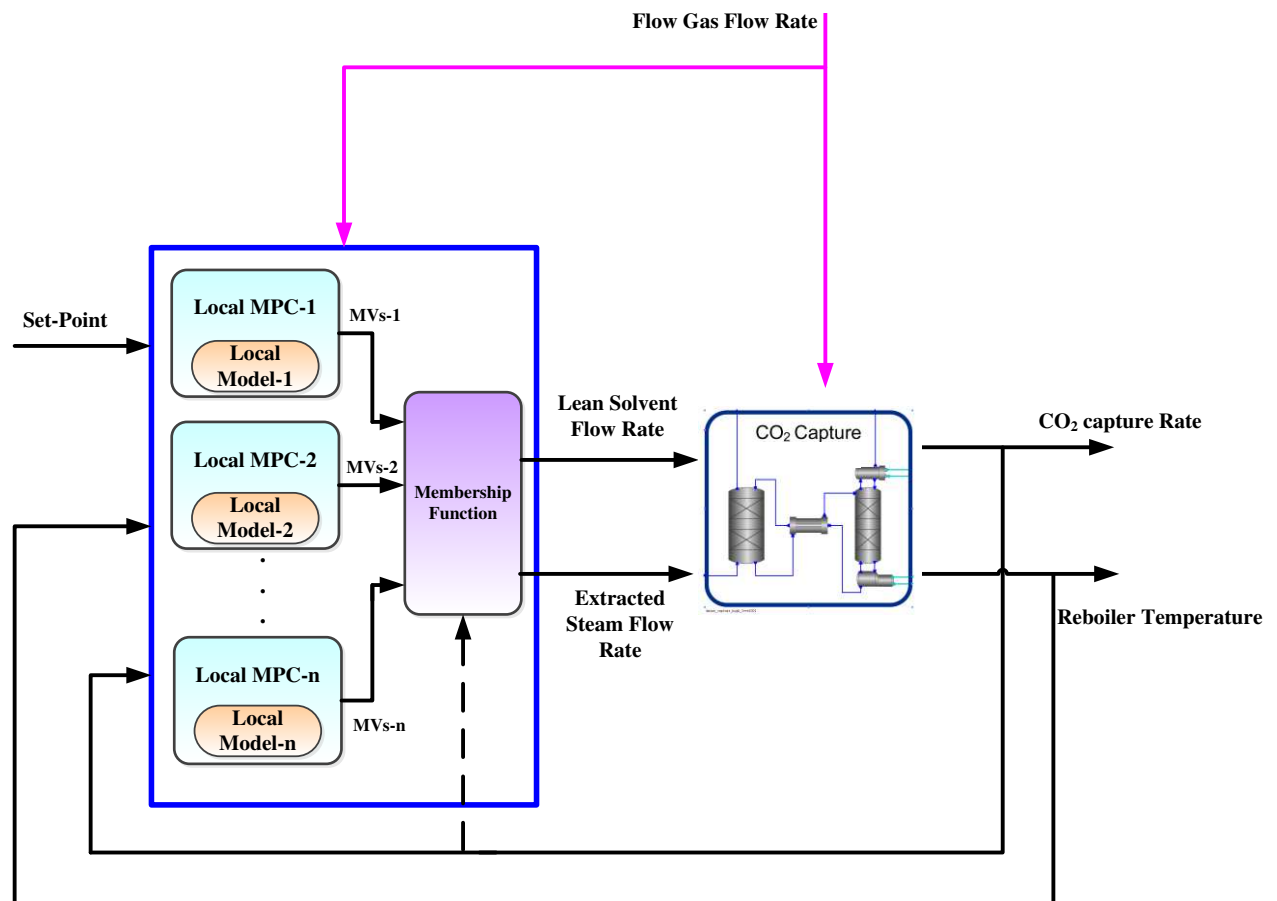 Flow Gas Flow Rate
Set-Point
Local MPC-1
Local
Model-1
MVs-1
Local MPC-2
Local
Model-2
MVs-2
.
.
.
Local MPC-n
Local
Model-n
MVs-n
Membership
Function
Lean Solvent
Flow Rate
Extracted
Steam Flow
Rate
CO₂ Capture
CO₂ capture Rate
Reboiler Temperature